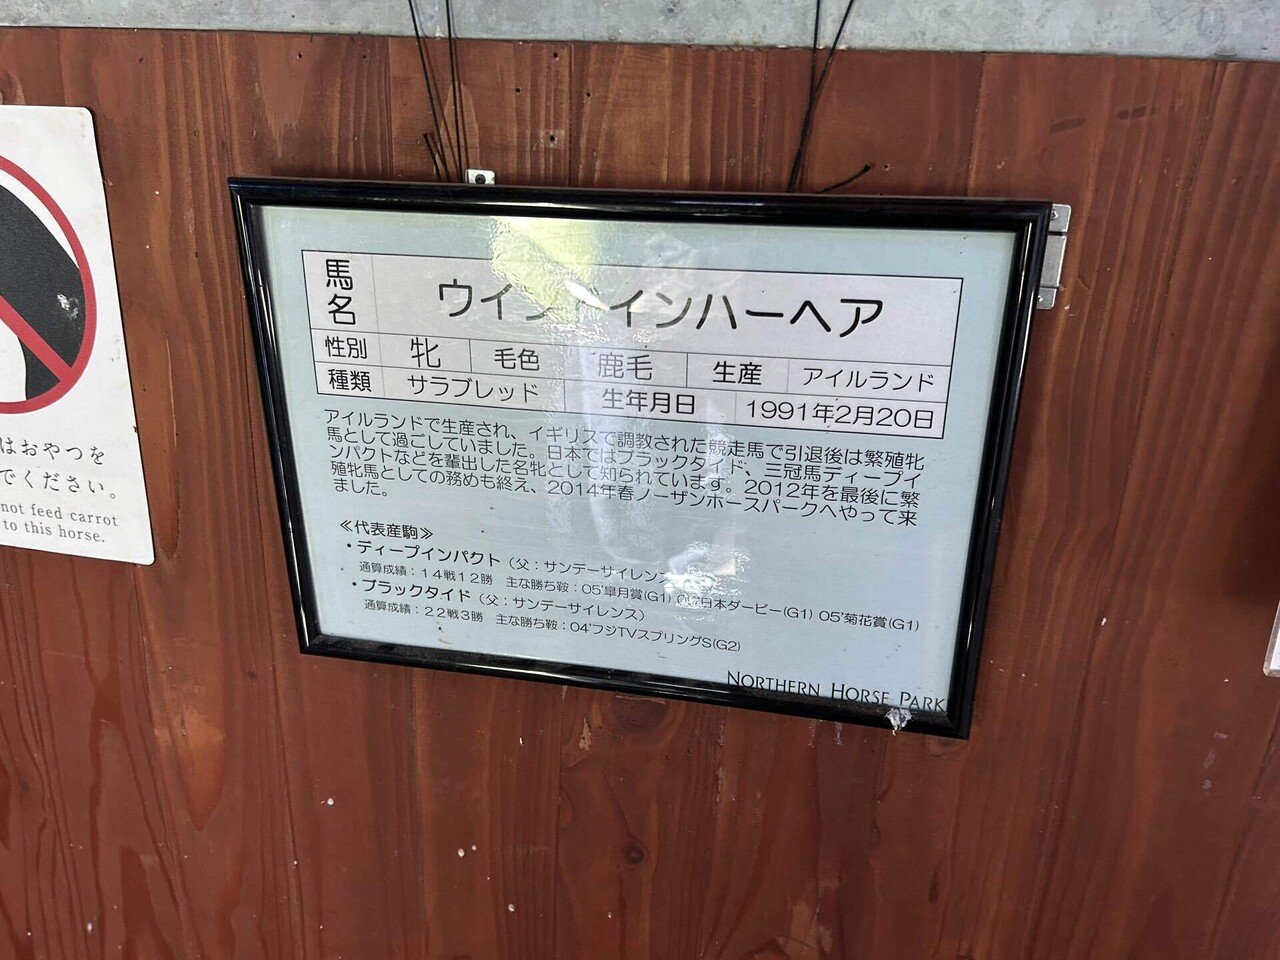 はおやつを
でください。
not feed carrot
to this horse.
馬名 ウイン インハーヘア
性別 牝 毛色 鹿毛 生産 アイルランド
種類 サラブレッド 生年月日 1991年2月20日
アイルランドで生産され、イギリスで調教された競走馬で引退後は繁殖牝
馬として過ごしていました。日本ではブラックタイド、三冠馬ディープイ
ンパクトなどを輩出した名牝として知られています。2012年を最後に繁
殖牝馬としての務めも終え、2014年春ノーザンホースパークへやって来
ました。
≪代表産駒≫
・ディープインパクト（父：サンデーサイレンス
通算成績：14戦12勝 主な勝ち鞍：05'皐月賞(G1) 日本ダービー(G1) 05'菊花賞(G1)
・ブラックタイド（父：サンデーサイレンス）
通算成績：22戦3勝 主な勝ち鞍：04'フジTVスプリングS(G2)
NORTHERN HORSE PARK